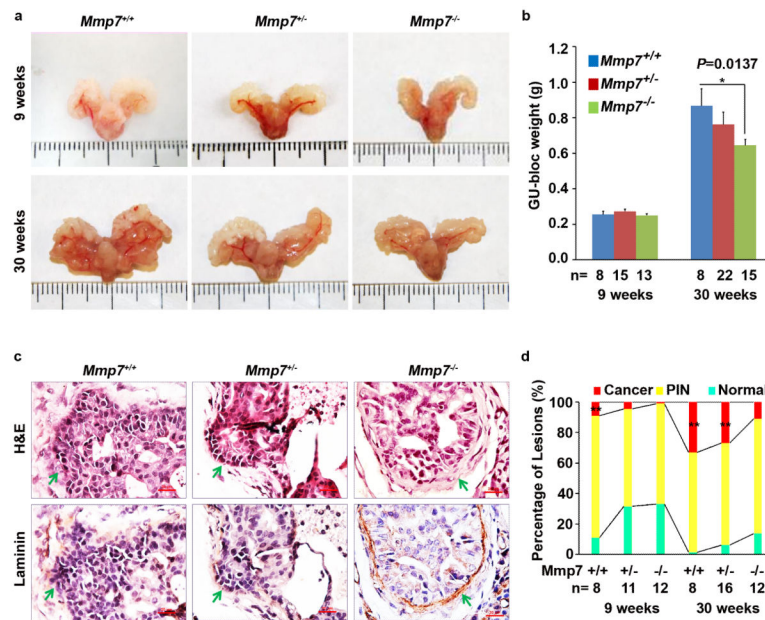 a
Mmp7+/+
Mmp7+/-
Mmp7-/-
9 weeks
30 weeks
b
GU-bloc weight (g)
1.2
1.0
0.8
0.6
0.4
0.2
0.0
Mmp7+/+
Mmp7+/-
Mmp7-/-
P=0.0137
*
n= 8 15 13 8 22 15
9 weeks 30 weeks
c
Mmp7+/+
Mmp7+/-
Mmp7-/-
H&E
Laminin
d
Cancer PIN Normal
Percentage of Lesions (%)
100
80
60
40
20
0
** ** **
Mmp7 +/+ +/- -/- +/+ +/- -/-
n= 8 11 12 8 16 12
9 weeks 30 weeks